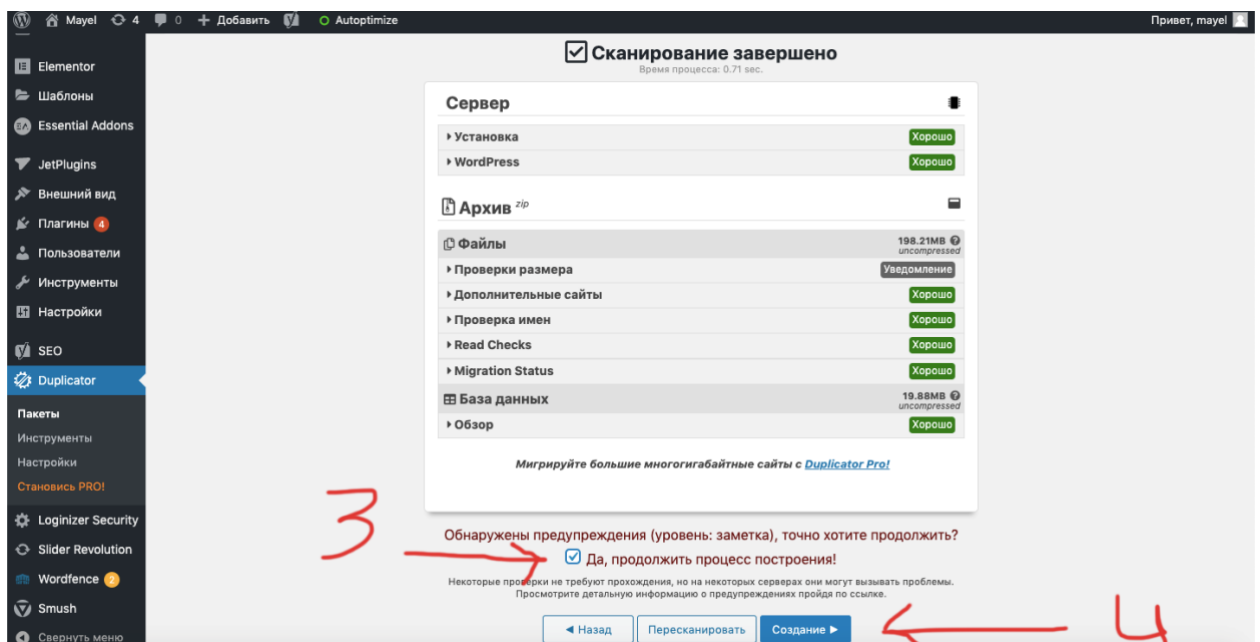 Mayel 4 0 + Добавить Autoptimize Привет, mayel
Elementor
Шаблоны
Essential Addons
JetPlugins
Внешний вид
Плагины 4
Пользователи
Инструменты
Настройки
SEO
Duplicator
Пакеты
Инструменты
Настройки
Становись PRO!
Loginizer Security
Slider Revolution
Wordfence 2
Smush
Свернуть меню
Сканирование завершено
Время процесса: 0.71 sec.
Сервер
Установка Хорошо
WordPress Хорошо
Архив zip
Файлы 198.21MB
uncompressed
Проверки размера Уведомление
Дополнительные сайты Хорошо
Проверка имен Хорошо
Read Checks Хорошо
Migration Status Хорошо
База данных 19.88MB
uncompressed
Обзор Хорошо
Мигрируйте большие многогигабайтные сайты с Duplicator Pro!
Обнаружены предупреждения (уровень: заметка), точно хотите продолжить?
3
Да, продолжить процесс построения!
Некоторые проверки не требуют прохождения, но на некоторых серверах они могут вызывать проблемы.
Просмотрите детальную информацию о предупреждениях пройдя по ссылке.
◄ Назад Пересканировать Создание ► 4